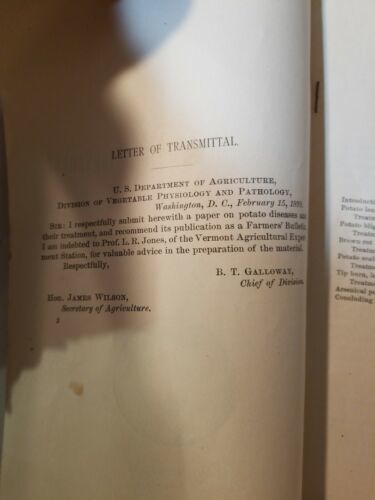 LETTER OF TRANSMITTAL.
U. S. DEPARTMENT OF AGRICULTURE,
DIVISION OF VEGETABLE PHYSIOLOGY AND PATHOLOGY,
Washington, D. C., February 15, 1899.
SIR: I respectfully submit herewith a paper on potato diseases and
their treatment, and recommend its publication as a Farmers' Bulletin.
I am indebted to Prof. L. R. Jones, of the Vermont Agricultural Experi
ment Station, for valuable advice in the preparation of the material.
Respectfully,
B. T. GALLOWAY,
Chief of Division.
Hon. JAMES WILSON,
Secretary of Agriculture.
2
Introducti
Potato lea
Treat
Potato blig
Treatm
Brown rot
Treatm
Potato scab
Treatm
Tip burn, le
Treatme
Arsenical po
Concluding